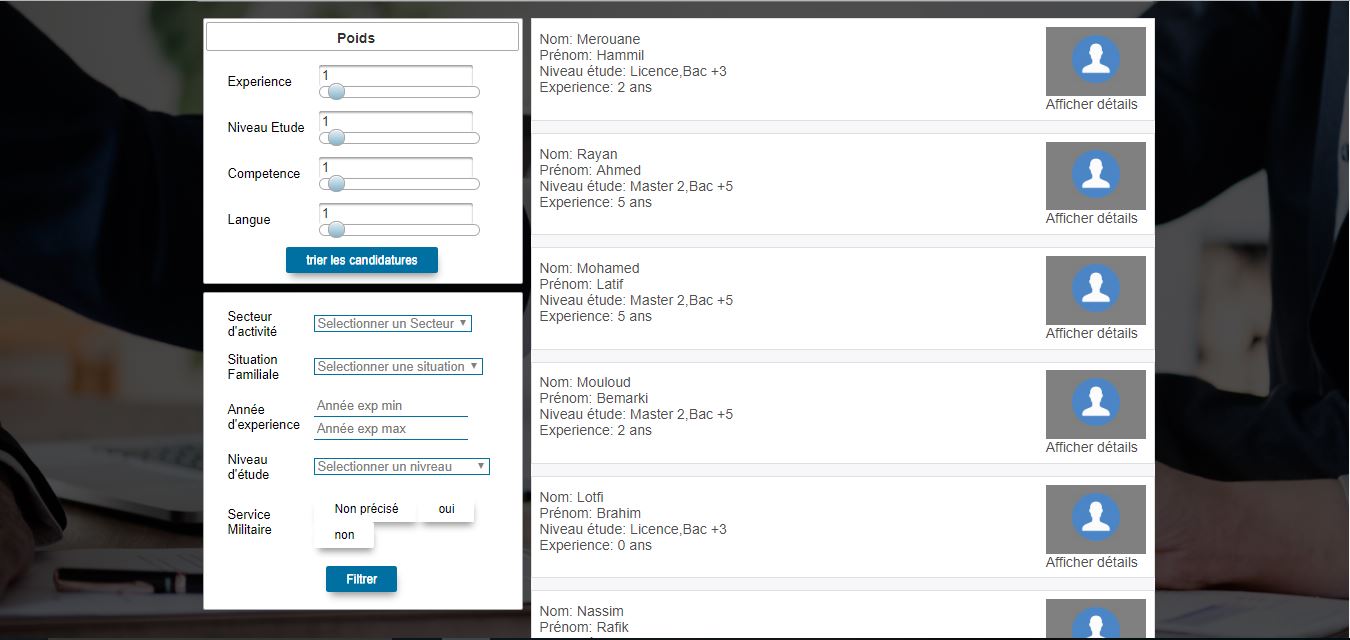 Poids
Experience
1
Niveau Etude
1
Competence
1
Langue
1
trier les candidatures
Secteur
d'activité
Selectionner un Secteur
Situation
Familiale
Selectionner une situation
Année
d'experience
Année exp min
Année exp max
Niveau
d'étude
Selectionner un nivreau
Service
Militaire
Non précisé
oui
non
Filtrer
Nom: Merouane
Prénom: Hammil
Niveau étude: Licence,Bac +3
Experience: 2 ans
Afficher détails
Nom: Rayan
Prénom: Ahmed
Niveau étude: Master 2,Bac +5
Experience: 5 ans
Afficher détails
Nom: Mohamed
Prénom: Latif
Niveau étude: Master 2,Bac +5
Experience: 5 ans
Afficher détails
Nom: Mouloud
Prénom: Bemarki
Niveau étude: Master 2,Bac +5
Experience: 2 ans
Afficher détails
Nom: Lotfi
Prénom: Brahim
Niveau étude: Licence,Bac +3
Experience: 0 ans
Afficher détails
Nom: Nassim
Prénom: Rafik